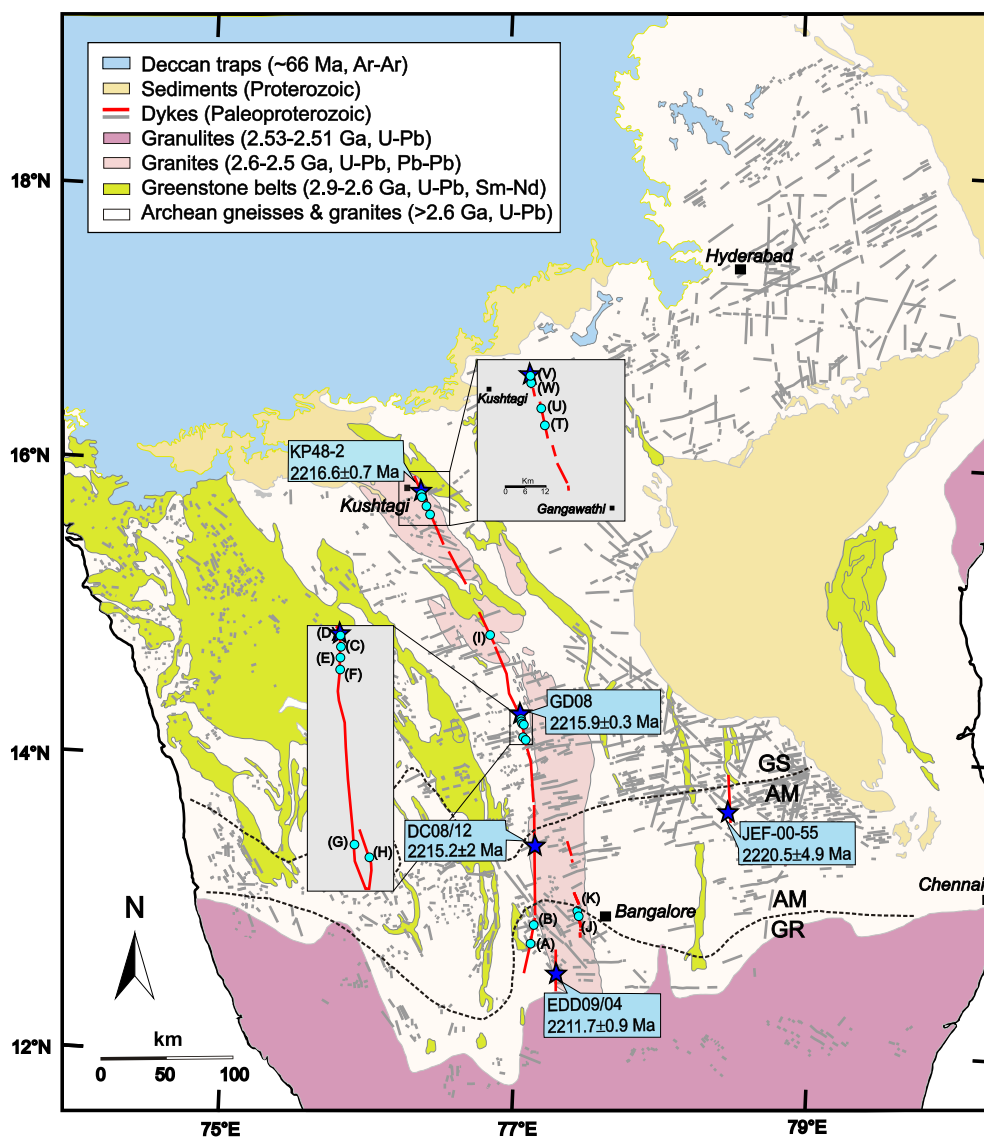 Deccan traps (~66 Ma, Ar-Ar)
Sediments (Proterozoic)
Dykes (Paleoproterozoic)
Granulites (2.53-2.51 Ga, U-Pb)
Granites (2.6-2.5 Ga, U-Pb, Pb-Pb)
Greenstone belts (2.9-2.6 Ga, U-Pb, Sm-Nd)
Archean gneisses & granites (>2.6 Ga, U-Pb)
18°N
Hyderabad
(V)
Kushtagi
(W)
(U)
(T)
Km
0 6 12
Gangawathi
16°N
KP48-2
2216.6±0.7 Ma
Kushtagi
(D)
(C)
(E)
(F)
(G)
(H)
(I)
GD08
2215.9±0.3 Ma
14°N
GS
AM
DC08/12
2215.2±2 Ma
JEF-00-55
2220.5±4.9 Ma
Chennai
(K)
Bangalore
(J)
AM
GR
(B)
(A)
N
EDD09/04
2211.7±0.9 Ma
12°N
km
0 50 100
75°E
77°E
79°E